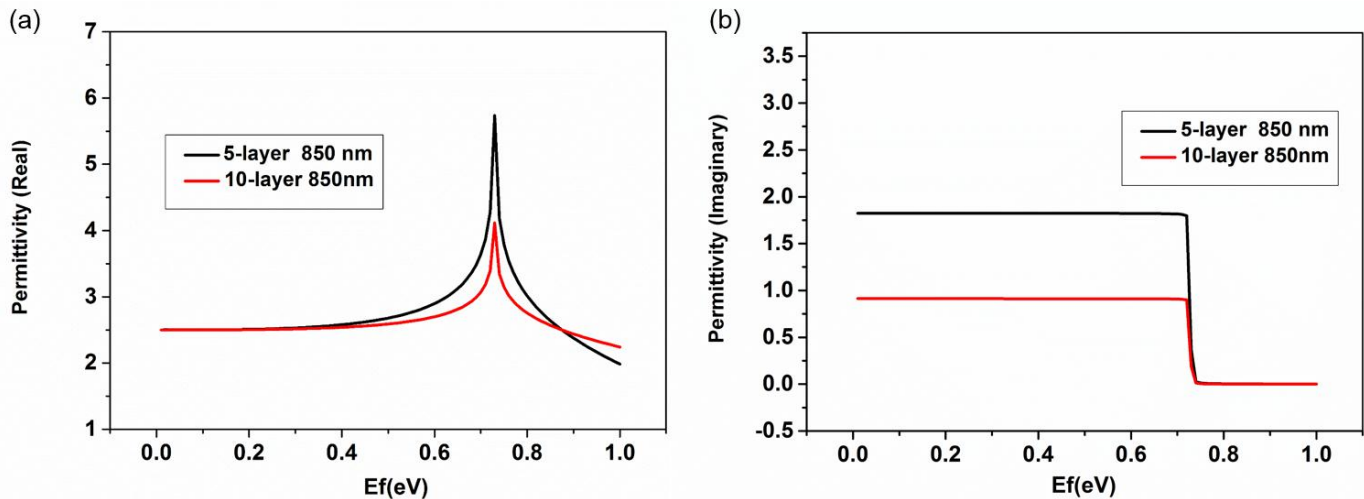 (a)
7
6
5
4
3
2
1
Permittivity (Real)
5-layer 850 nm
10-layer 850nm
0.0 0.2 0.4 0.6 0.8 1.0
Ef(eV)
(b)
3.5
3.0
2.5
2.0
1.5
1.0
0.5
0.0
-0.5
Permittivity (Imaginary)
5-layer 850 nm
10-layer 850nm
0.0 0.2 0.4 0.6 0.8 1.0
Ef(eV)